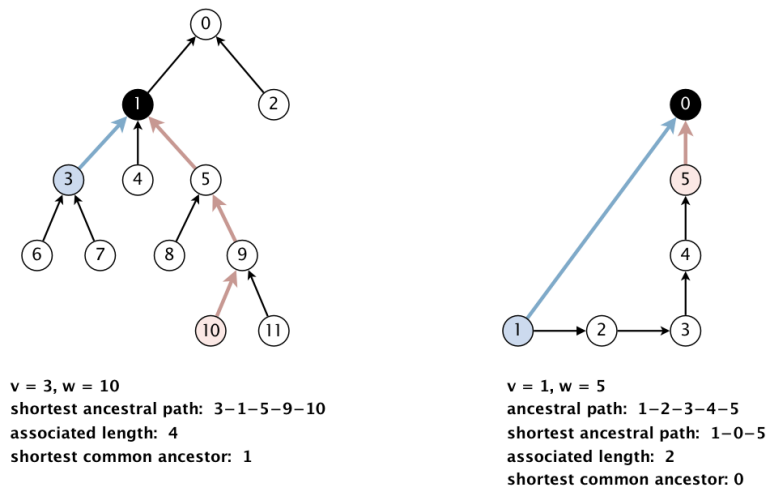 0
1
2
3
4
5
6
7
8
9
10
11
v = 3, w = 10
shortest ancestral path: 3-1-5-9-10
associated length: 4
shortest common ancestor: 1
0
5
4
1
2
3
v = 1, w = 5
ancestral path: 1-2-3-4-5
shortest ancestral path: 1-0-5
associated length: 2
shortest common ancestor: 0